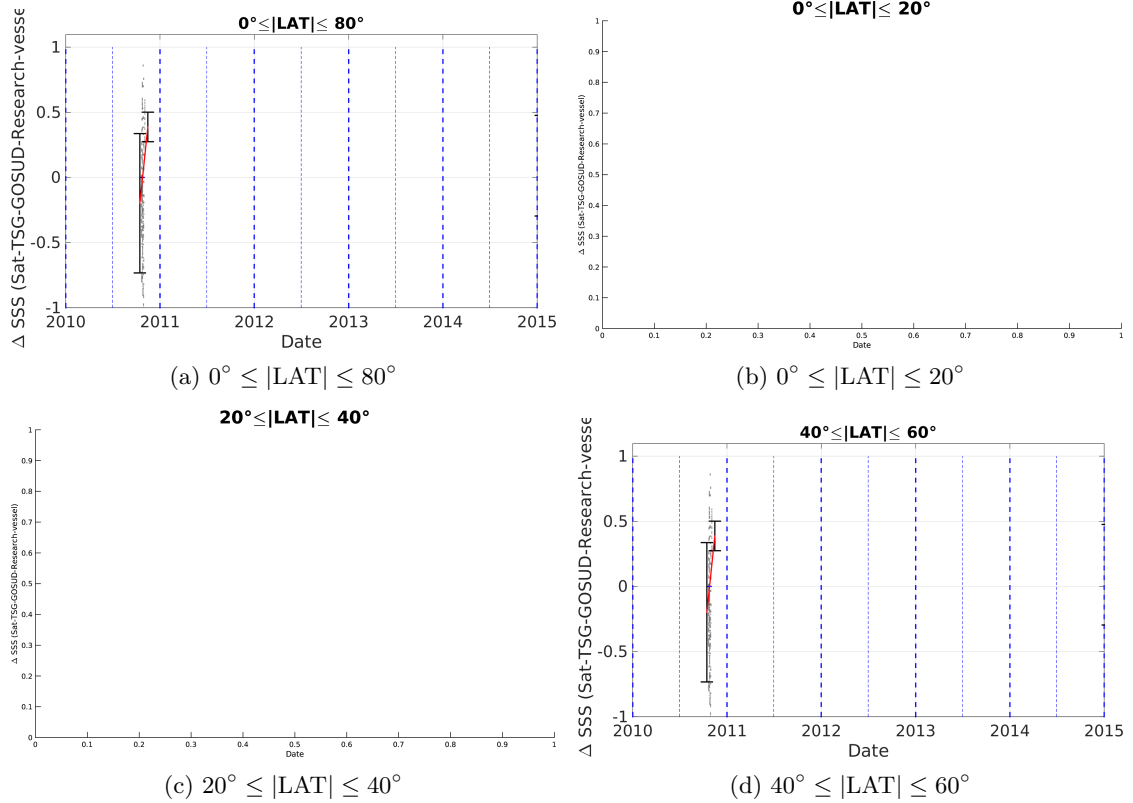 0°≤|LAT|≤ 80°
Δ SSS (Sat-TSG-GOSUD-Research-vesse
1
0.5
0
-0.5
-1
2010 2011 2012 2013 2014 2015
Date
(a) 0° ≤ |LAT| ≤ 80°
0°≤|LAT|≤ 20°
Δ SSS (Sat-TSG-GOSUD-Research-vessel)
1
0.9
0.8
0.7
0.6
0.5
0.4
0.3
0.2
0.1
0
0 0.1 0.2 0.3 0.4 0.5 0.6 0.7 0.8 0.9 1
Date
(b) 0° ≤ |LAT| ≤ 20°
20°≤|LAT|≤ 40°
Δ SSS (Sat-TSG-GOSUD-Research-vessel)
1
0.9
0.8
0.7
0.6
0.5
0.4
0.3
0.2
0.1
0
0 0.1 0.2 0.3 0.4 0.5 0.6 0.7 0.8 0.9 1
Date
(c) 20° ≤ |LAT| ≤ 40°
40°≤|LAT|≤ 60°
Δ SSS (Sat-TSG-GOSUD-Research-vesse
1
0.5
0
-0.5
-1
2010 2011 2012 2013 2014 2015
Date
(d) 40° ≤ |LAT| ≤ 60°